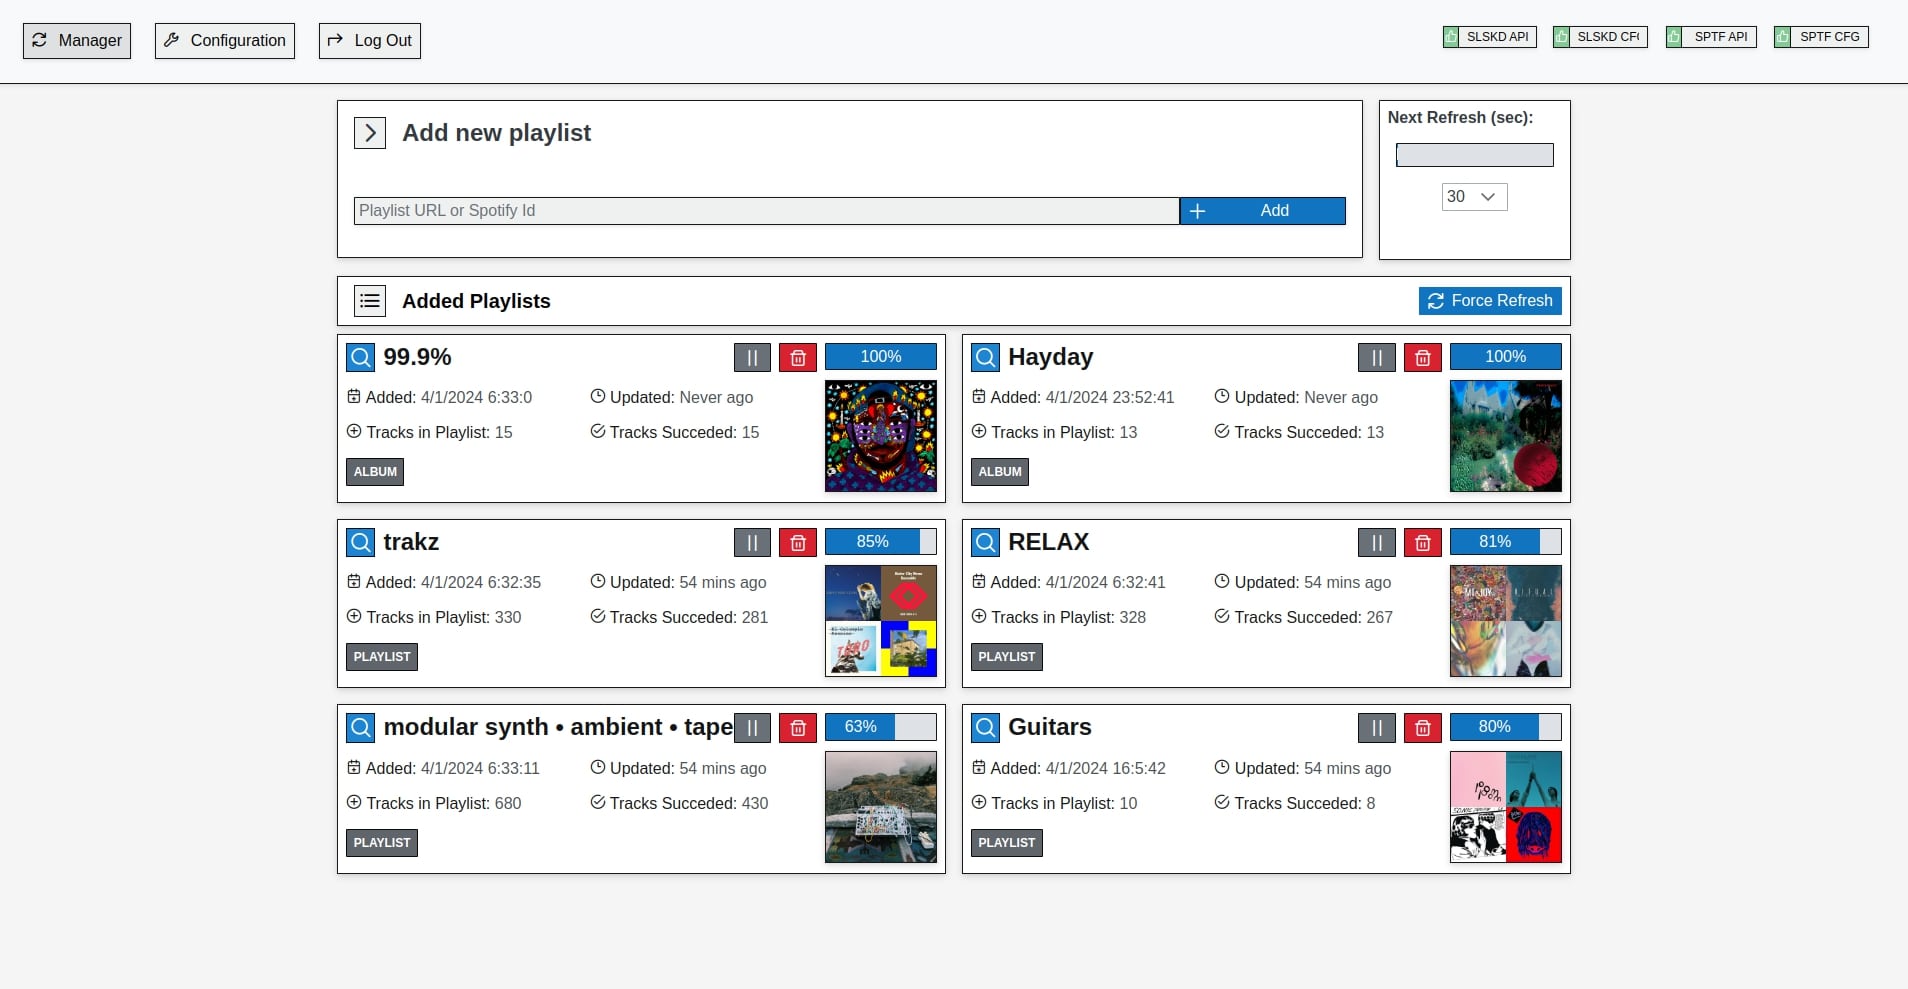 Manager
Configuration
Log Out
SLSKD API
SLSKD CF
SPTF API
SPTF CFG
Add new playlist
Playlist URL or Spotify Id
Add
Next Refresh (sec):
30
Added Playlists
Force Refresh
99.9%
100%
Added: 4/1/2024 6:33:0
Updated: Never ago
Tracks in Playlist: 15
Tracks Succeded: 15
ALBUM
Hayday
100%
Added: 4/1/2024 23:52:41
Updated: Never ago
Tracks in Playlist: 13
Tracks Succeded: 13
ALBUM
trakz
85%
Added: 4/1/2024 6:32:35
Updated: 54 mins ago
Tracks in Playlist: 330
Tracks Succeded: 281
PLAYLIST
RELAX
81%
Added: 4/1/2024 6:32:41
Updated: 54 mins ago
Tracks in Playlist: 328
Tracks Succeded: 267
PLAYLIST
modular synth • ambient • tape
63%
Added: 4/1/2024 6:33:11
Updated: 54 mins ago
Tracks in Playlist: 680
Tracks Succeded: 430
PLAYLIST
Guitars
80%
Added: 4/1/2024 16:5:42
Updated: 54 mins ago
Tracks in Playlist: 10
Tracks Succeded: 8
PLAYLIST